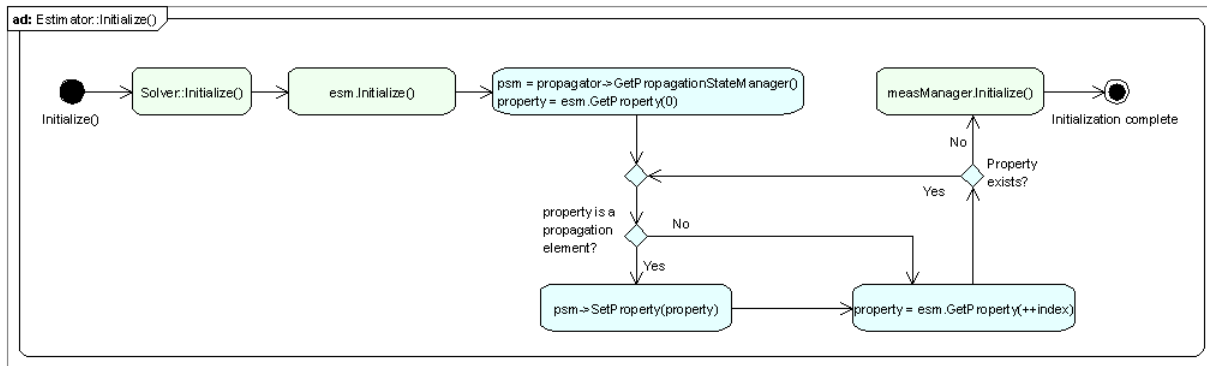 ad: Estimator::Initialize()
Initialize()
Solver::Initialize()
esm.Initialize()
psm = propagator->GetPropagationStateManager()
property = esm.GetProperty(0)
measManager.Initialize()
Initialization complete
No
Property
exists?
Yes
property is a
propagation
element?
No
Yes
psm->SetProperty(property)
property = esm.GetProperty(++index)